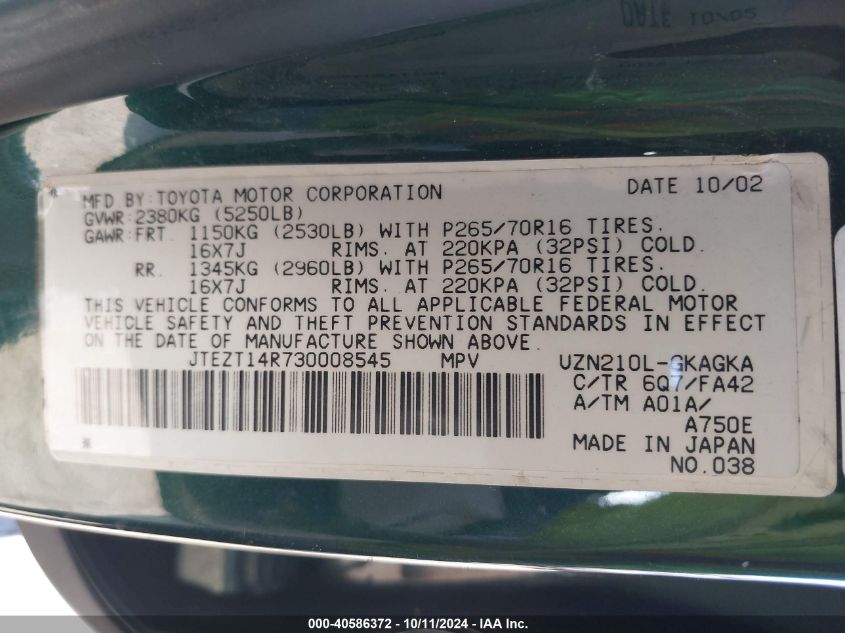 DATE 10/02
MFD BY: TOYOTA MOTOR CORPORATION DATE 10/02
GVWR: 2380KG (5250LB)
GAWR: FRT. 1150KG (2530LB) WITH P265/70R16 TIRES.
16X7J RIMS. AT 220KPA (32PSI) COLD.
RR. 1345KG (2960LB) WITH P265/70R16 TIRES.
16X7J RIMS. AT 220KPA (32PSI) COLD.
THIS VEHICLE CONFORMS TO ALL APPLICABLE FEDERAL MOTOR
VEHICLE SAFETY AND THEFT PREVENTION STANDARDS IN EFFECT
ON THE DATE OF MANUFACTURE SHOWN ABOVE.
JTEZT14R730008545 MPV UZN210L-GKAGKA
C/TR 6Q7/FA42
A/TM A01A/
A750E
MADE IN JAPAN
NO.038
*
000-40586372 - 10/11/2024 - IAA Inc.